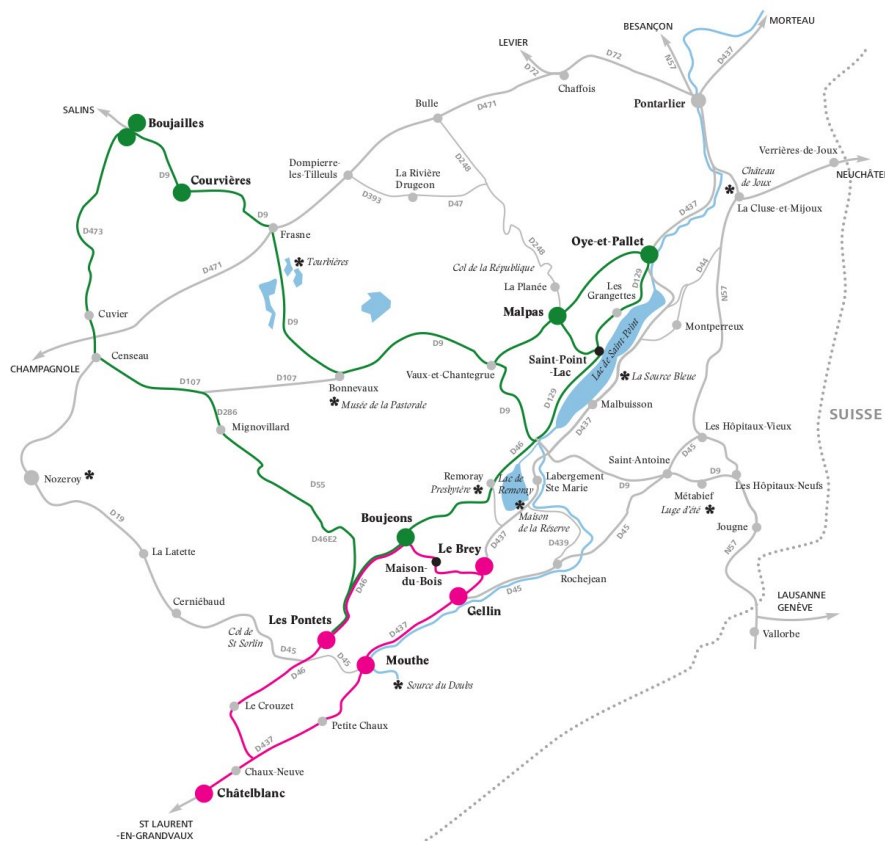 MORTEAU
BESANÇON
LEVIER
D72
N57
D437
D72
Chaffois
Pontarlier
SALINS
Boujailles
Bulle
D471
D248
Verrières-de-Joux
NEUCHÂTEL
Château
de Joux
La Cluse-et-Mijoux
D9
Courvières
Dompierre-
les-Tilleuls
La Rivière
Drugeon
D393
D47
D437
D9
Frasne
D473
D471
Tourbières
Oye-et-Pallet
D248
Col de la République
D129
D44
La Planée
Les
Grangettes
N57
Malpas
Cuvier
D9
Montperreux
CHAMPAGNOLE
Censeau
Saint-Point
-Lac
Lac de Saint-Point
D107
D107
Bonnevaux
Vaux-et-Chantegrue
La Source Bleue
Musée de la Pastorale
D9
D129
Malbuisson
D437
SUISSE
D286
Mignovillard
Les Hôpitaux-Vieux
D46
D45
Nozeroy
Remoray
Presbytère
Lac de
Remoray
Labergement
Ste Marie
Saint-Antoine
D9
D9
Métabief
Luge d'été
Les Hôpitaux-Neufs
D55
Maison
de la Réserve
D45
Jougne
D19
Boujeons
D46E2
D437
D439
N57
La Latette
Le Brey
Maison-
du-Bois
D46
Rochejean
D45
Gellin
LAUSANNE
GENÈVE
Cerniébaud
Les Pontets
D437
Vallorbe
Col de
St Sorlin
D45
D45
Mouthe
D46
Source du Doubs
Le Crouzet
Petite Chaux
D437
Chaux-Neuve
Châtelblanc
ST LAURENT
-EN-GRANDVAUX